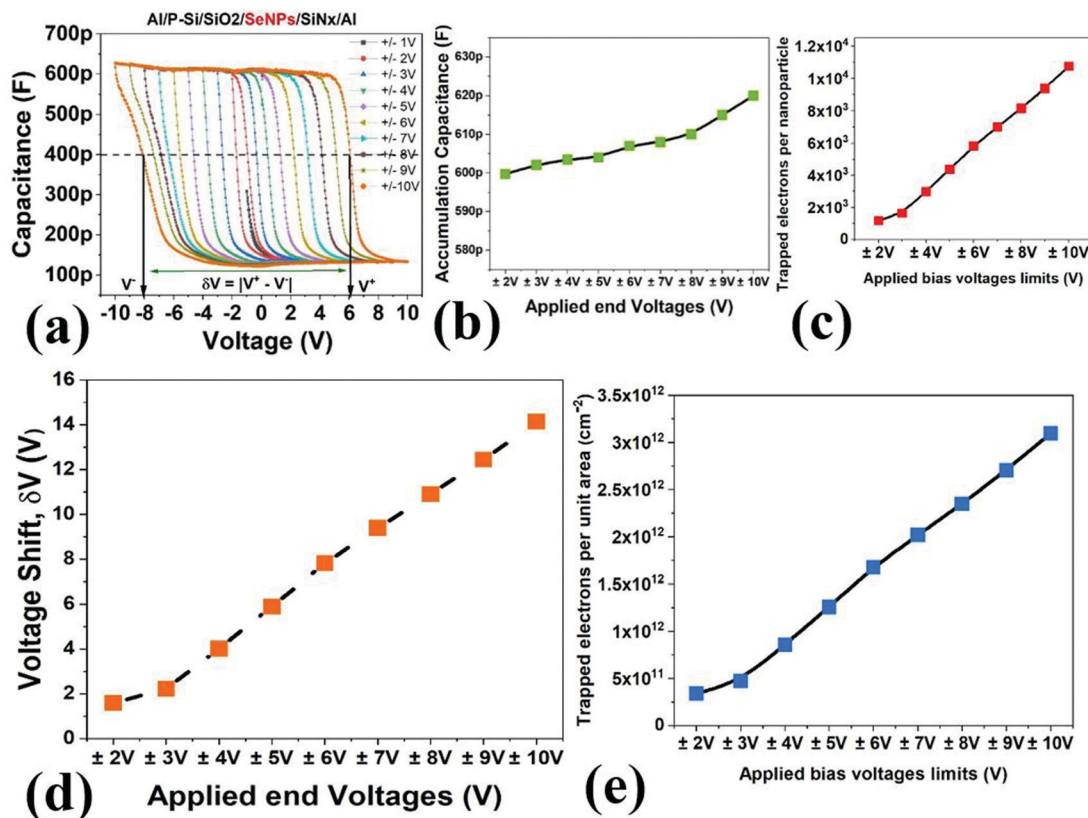 Al/P-Si/SiO2/SeNPs/SiNx/Al
700p
600p
500p
400p
300p
200p
100p
Capacitance (F)
+/- 1V
+/- 2V
+/- 3V
+/- 4V
+/- 5V
+/- 6V
+/- 7V
+/- 8V
+/- 9V
+/-10V
V⁻
δV = |V⁺ - V⁻|
V⁺
-10 -8 -6 -4 -2 0 2 4 6 8 10
Voltage (V)
(a)
Accumulation Capacitance (F)
630p
620p
610p
600p
590p
580p
± 2V ± 3V ± 4V ± 5V ± 6V ± 7V ± 8V ± 9V ± 10V
Applied end Voltages (V)
(b)
Trapped electrons per nanoparticle
1.2x10⁴
1x10⁴
8x10³
6x10³
4x10³
2x10³
0
± 2V ± 4V ± 6V ± 8V ± 10V
Applied bias voltages limits (V)
(c)
Voltage Shift, δV (V)
16
14
12
10
8
6
4
2
0
± 2V ± 3V ± 4V ± 5V ± 6V ± 7V ± 8V ± 9V ± 10V
Applied end Voltages (V)
(d)
Trapped electrons per unit area (cm⁻²)
3.5x10¹²
3x10¹²
2.5x10¹²
2x10¹²
1.5x10¹²
1x10¹²
5x10¹¹
0
± 2V ± 3V ± 4V ± 5V ± 6V ± 7V ± 8V ± 9V ± 10V
Applied bias voltages limits (V)
(e)